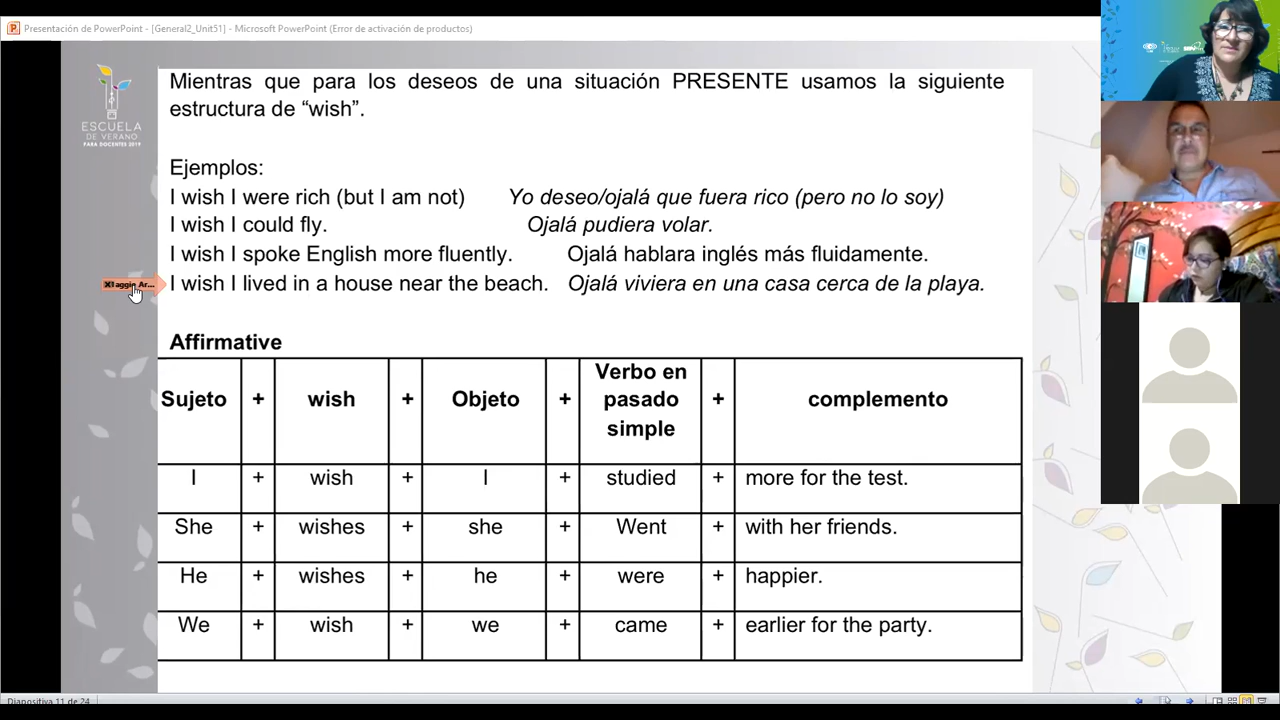 Presentación de PowerPoint - [General2_Unit51] - Microsoft PowerPoint (Error de activación de productos)
ESCUELA
DE VERANO
PARA DOCENTES 2019
Mientras que para los deseos de una situación PRESENTE usamos la siguiente
estructura de “wish”.
Ejemplos:
I wish I were rich (but I am not) Yo deseo/ojalá que fuera rico (pero no lo soy)
I wish I could fly. Ojalá pudiera volar.
I wish I spoke English more fluently. Ojalá hablara inglés más fluidamente.
I wish I lived in a house near the beach. Ojalá viviera en una casa cerca de la playa.
Affirmative
Sujeto + wish + Objeto + Verbo en pasado simple + complemento
I + wish + I + studied + more for the test.
She + wishes + she + Went + with her friends.
He + wishes + he + were + happier.
We + wish + we + came + earlier for the party.
Diapositiva 11 de 24